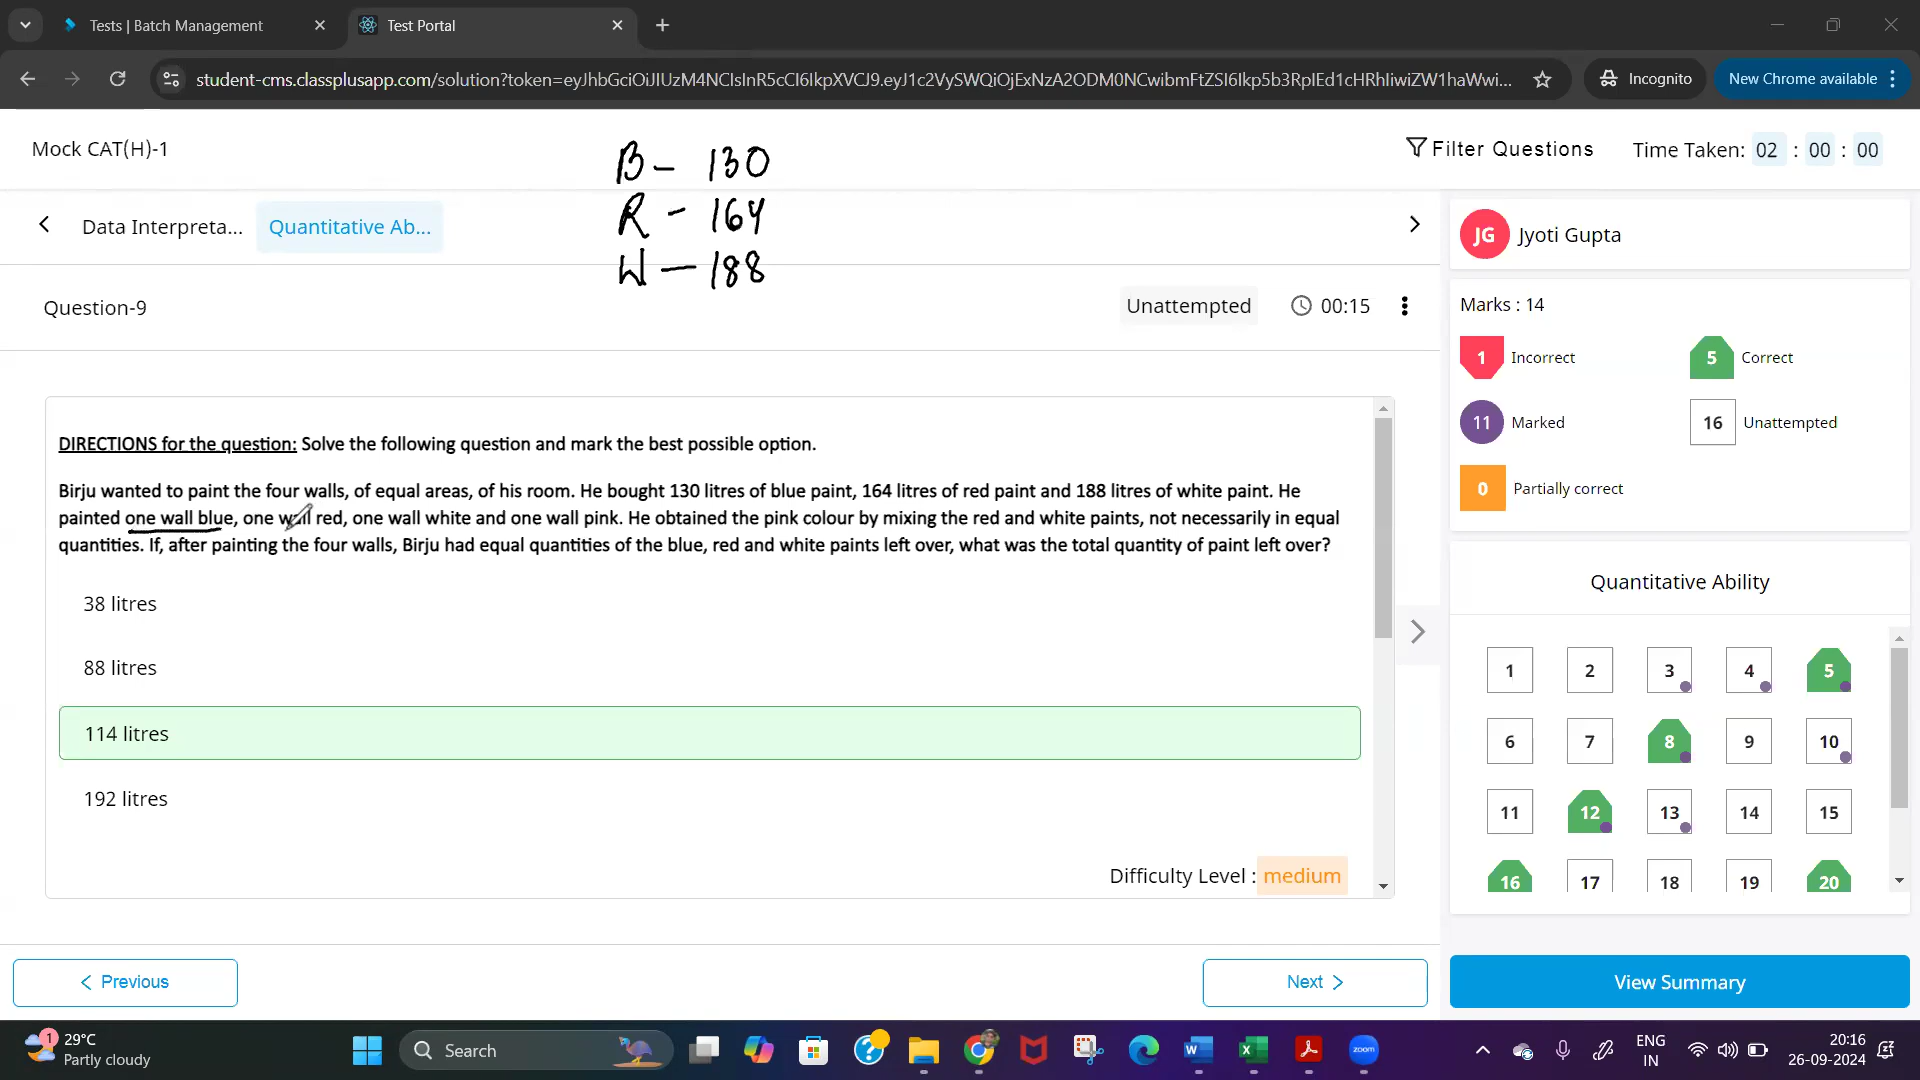 Tests | Batch Management
Test Portal
student-cms.classplusapp.com/solution?token=eyJhbGciOiJIUzM4NCIsInR5cCI6IkpXVCJ9.eyJ1c2VySWQiOjExNzA2ODM0NCwibmFtZSI6Ikp5b3RpIEd1cHRhIiwiZW1haWwi...
Incognito
New Chrome available
Mock CAT(H)-1
B - 130
R - 164
W - 188
Filter Questions
Time Taken: 02 : 00 : 00
Data Interpreta...
Quantitative Ab...
JG Jyoti Gupta
Question-9
Unattempted
00:15
Marks : 14
1 Incorrect
5 Correct
11 Marked
16 Unattempted
0 Partially correct
DIRECTIONS for the question: Solve the following question and mark the best possible option.
Birju wanted to paint the four walls, of equal areas, of his room. He bought 130 litres of blue paint, 164 litres of red paint and 188 litres of white paint. He
painted one wall blue, one wall red, one wall white and one wall pink. He obtained the pink colour by mixing the red and white paints, not necessarily in equal
quantities. If, after painting the four walls, Birju had equal quantities of the blue, red and white paints left over, what was the total quantity of paint left over?
38 litres
88 litres
114 litres
192 litres
Difficulty Level : medium
Quantitative Ability
1 2 3 4 5
6 7 8 9 10
11 12 13 14 15
16 17 18 19 20
Previous
Next
View Summary
1
29°C
Partly cloudy
Search
zoom
ENG
IN
20:16
26-09-2024